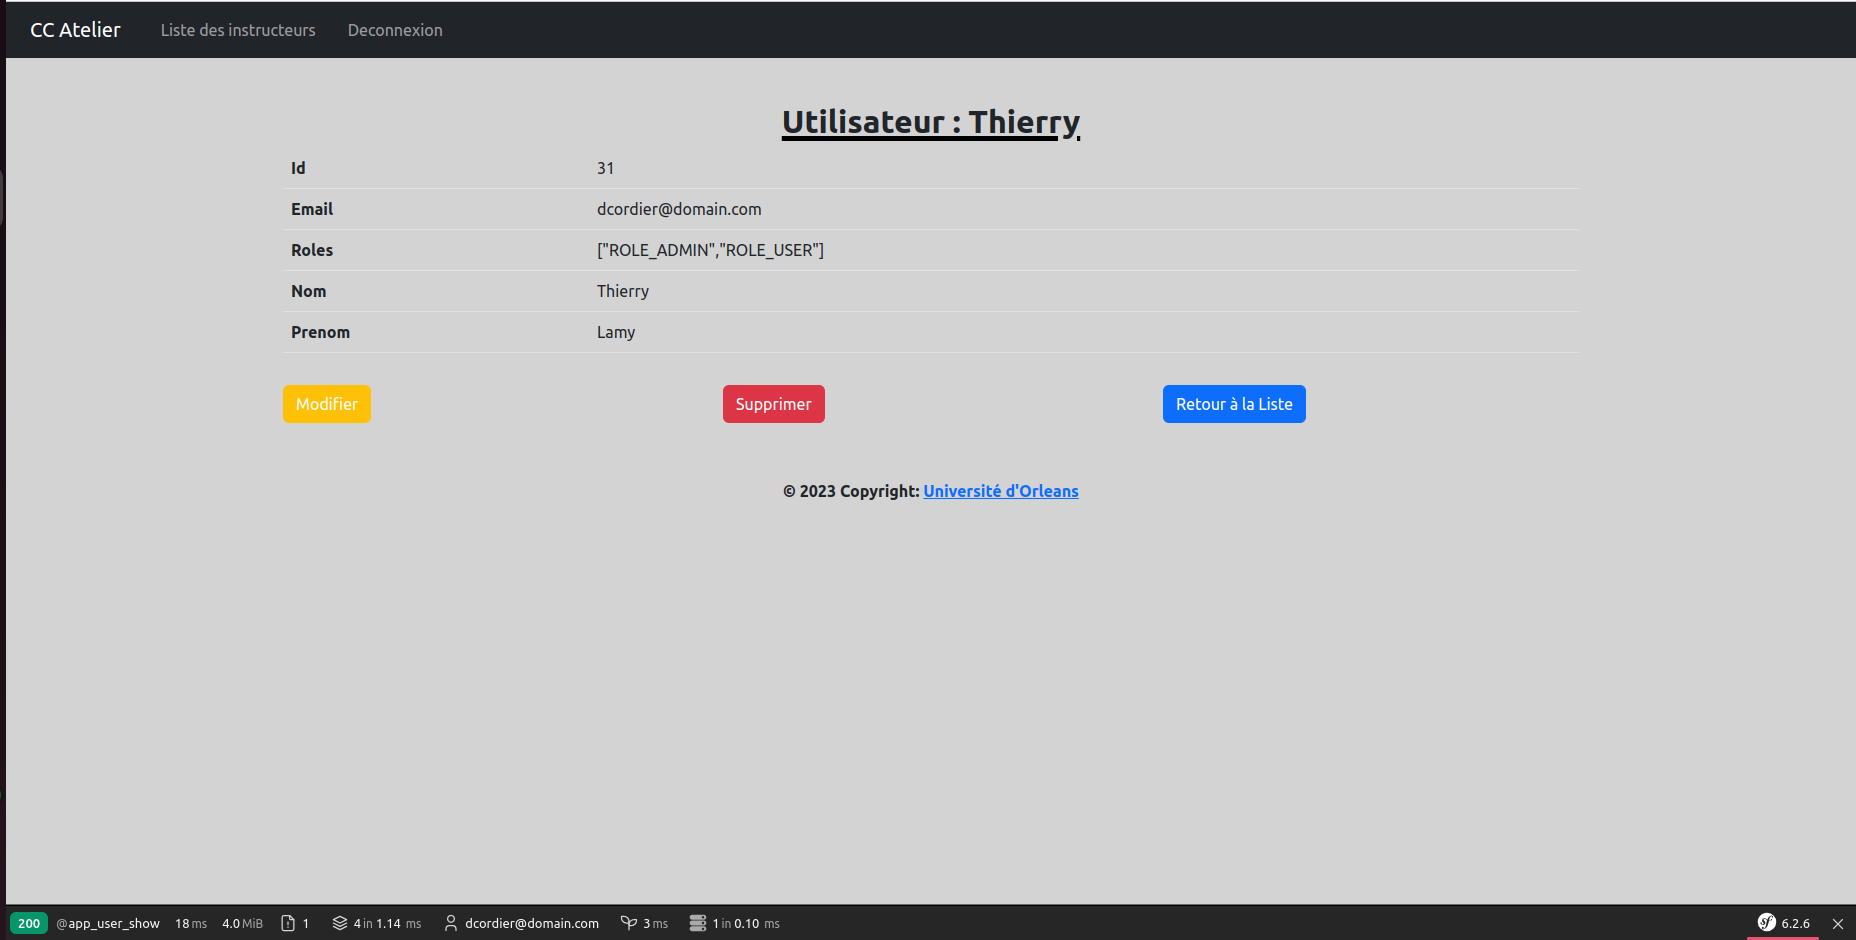 CC Atelier Liste des instructeurs Deconnexion
Utilisateur : Thierry
Id 31
Email dcordier@domain.com
Roles ["ROLE_ADMIN","ROLE_USER"]
Nom Thierry
Prenom Lamy
Modifier Supprimer Retour à la Liste
© 2023 Copyright: Université d'Orleans
200 @app_user_show 18 ms 4.0 MiB 1 4 in 1.14 ms dcordier@domain.com 3 ms 1 in 0.10 ms sf 6.2.6